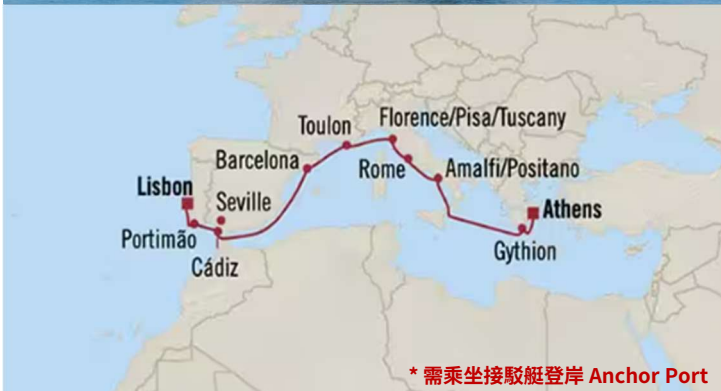 Florence/Pisa/Tuscany
Toulon
Barcelona
Rome
Amalfi/Positano
Lisbon
Seville
Athens
Portimão
Gythion
Cádiz
* 需乘坐接駁艇登岸 Anchor Port